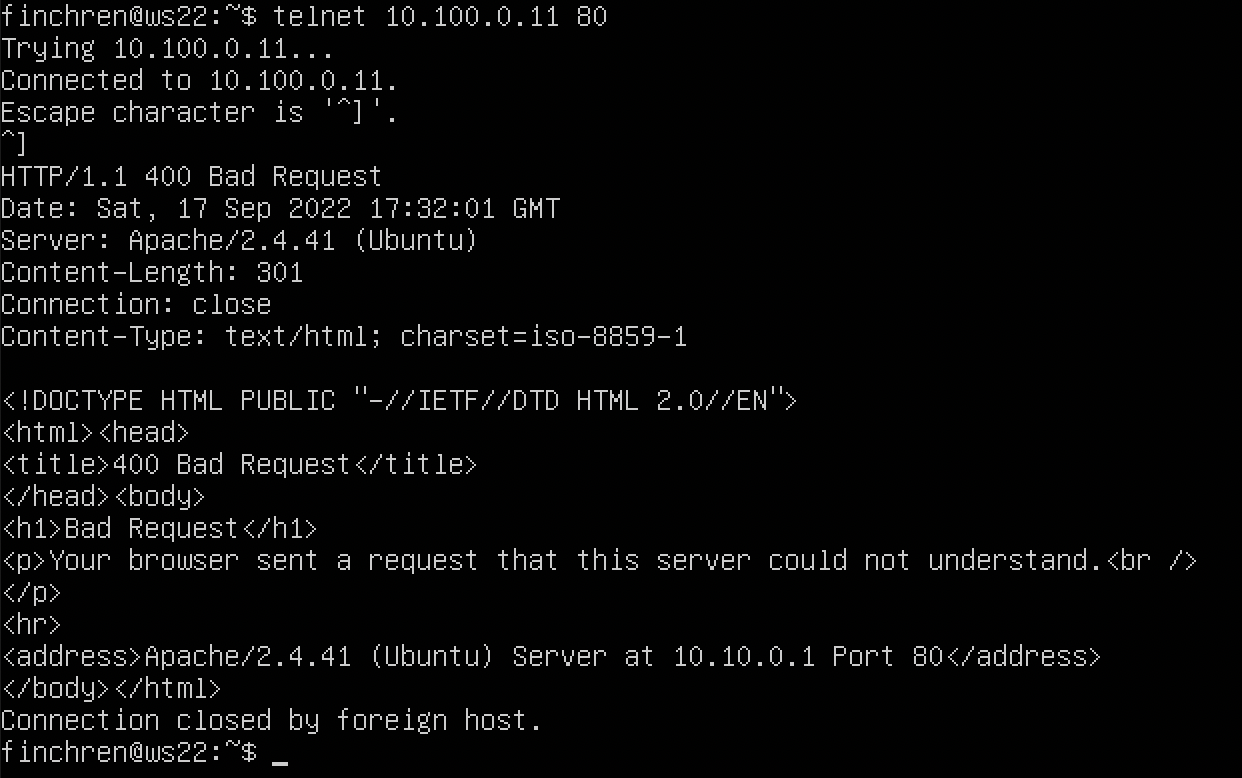 finchren@ws22:~$ telnet 10.100.0.11 80
Trying 10.100.0.11...
Connected to 10.100.0.11.
Escape character is '^]'.
^]
HTTP/1.1 400 Bad Request
Date: Sat, 17 Sep 2022 17:32:01 GMT
Server: Apache/2.4.41 (Ubuntu)
Content-Length: 301
Connection: close
Content-Type: text/html; charset=iso-8859-1

<!DOCTYPE HTML PUBLIC "-//IETF//DTD HTML 2.0//EN">
<html><head>
<title>400 Bad Request</title>
</head><body>
<h1>Bad Request</h1>
<p>Your browser sent a request that this server could not understand.<br />
</p>
<hr>
<address>Apache/2.4.41 (Ubuntu) Server at 10.10.0.1 Port 80</address>
</body></html>
Connection closed by foreign host.
finchren@ws22:~$ _